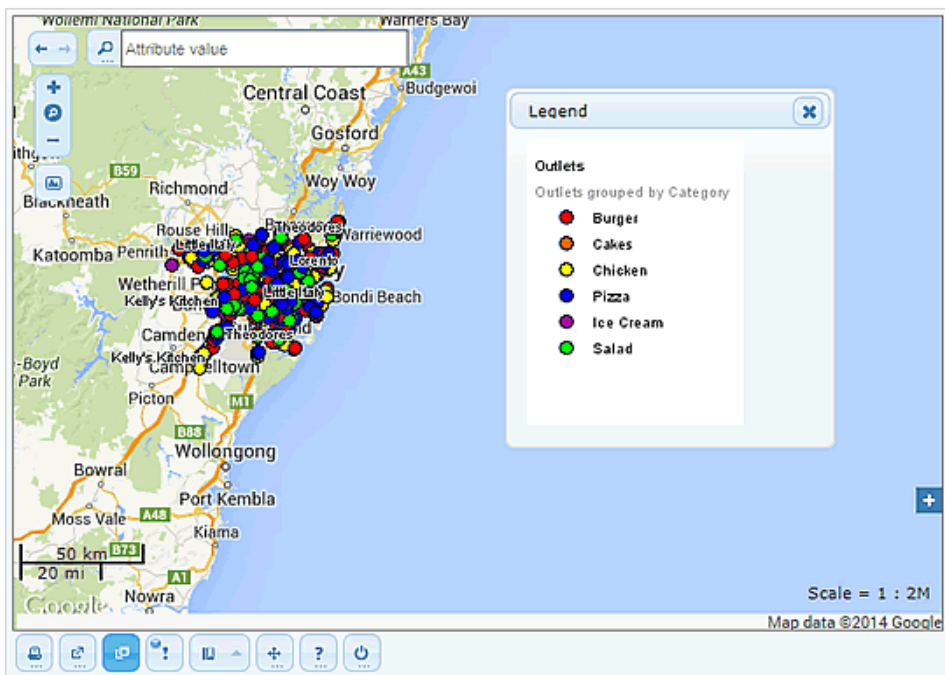 Wollemi National Park
Warners Bay
Attribute value
A43
Central Coast
Budgewoi
Gosford
B59
Richmond
Woy Woy
Blackheath
Rouse Hill
Theodores
Warriewood
Little Italy
Katoomba
Penrith
Lorento
Wetherill
Little Italy
Bondi Beach
Kelly's Kitchen
Camden
Theodores
Kelly's Kitchen
Campbelltown
-Boyd
Park
Picton
M1
B88
Wollongong
Bowral
Port Kembla
Moss Vale
A48
Kiama
50 km
B73
20 mi
A1
Nowra
Google
Legend
Outlets
Outlets grouped by Category
Burger
Cakes
Chicken
Pizza
Ice Cream
Salad
Scale = 1 : 2M
Map data ©2014 Google